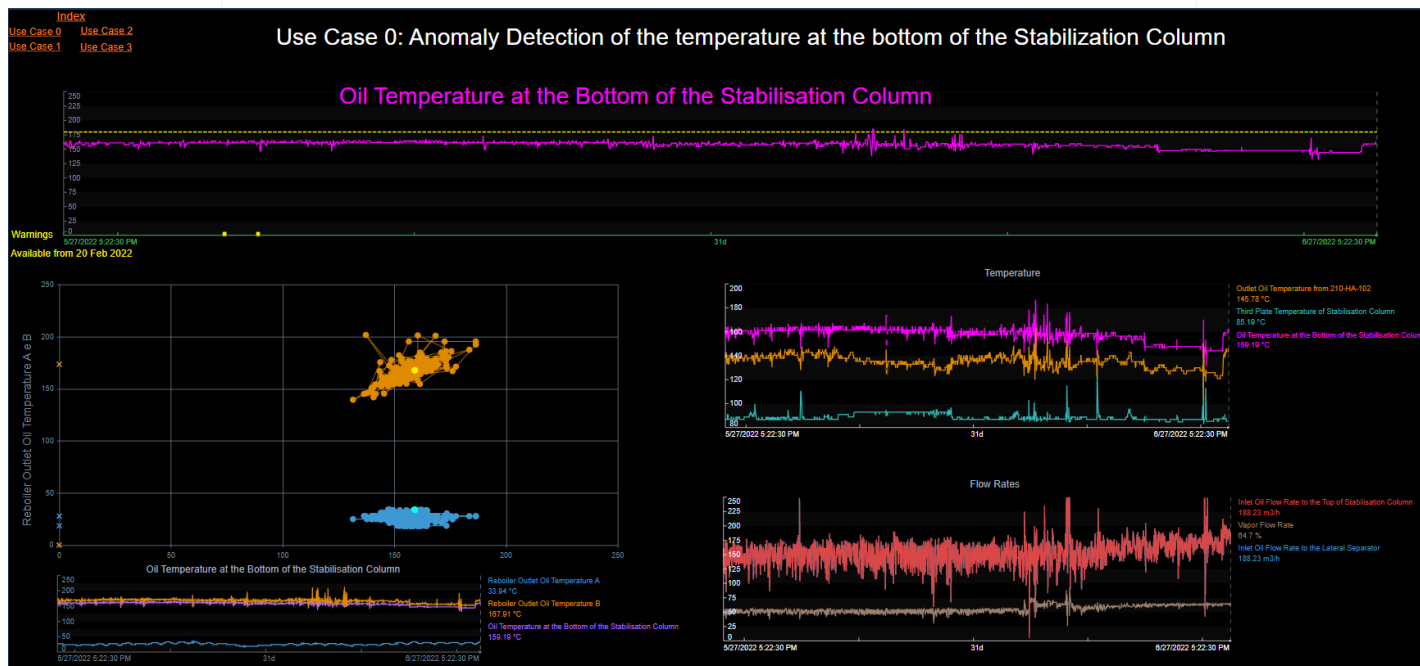 Index
Use Case 0 Use Case 2
Use Case 1 Use Case 3
Use Case 0: Anomaly Detection of the temperature at the bottom of the Stabilization Column
Oil Temperature at the Bottom of the Stabilisation Column
250
225
200
175
150
125
100
75
50
25
0
Warnings
5/27/2022 5:22:30 PM 31d 6/27/2022 5:22:30 PM
Available from 20 Feb 2022
Reboiler Outlet Oil Temperature A e B
250
200
150
100
50
0
0 50 100 150 200 250
Oil Temperature at the Bottom of the Stabilisation Column
250
200
150
100
50
0
5/27/2022 5:22:30 PM 31d 6/27/2022 5:22:30 PM
Reboiler Outlet Oil Temperature A
33.94 °C
Reboiler Outlet Oil Temperature B
167.91 °C
Oil Temperature at the Bottom of the Stabilisation Column
159.19 °C
Temperature
200
180
160
140
120
100
80
5/27/2022 5:22:30 PM 31d 6/27/2022 5:22:30 PM
Outlet Oil Temperature from 210-HA-102
145.78 °C
Third Plate Temperature of Stabilisation Column
85.19 °C
Oil Temperature at the Bottom of the Stabilisation Colum
159.19 °C
Flow Rates
250
225
200
175
150
125
100
75
50
25
0
5/27/2022 5:22:30 PM 31d 6/27/2022 5:22:30 PM
Inlet Oil Flow Rate to the Top of Stabilisation Column
188.23 m3/h
Vapor Flow Rate
64.7 %
Inlet Oil Flow Rate to the Lateral Separator
188.23 m3/h